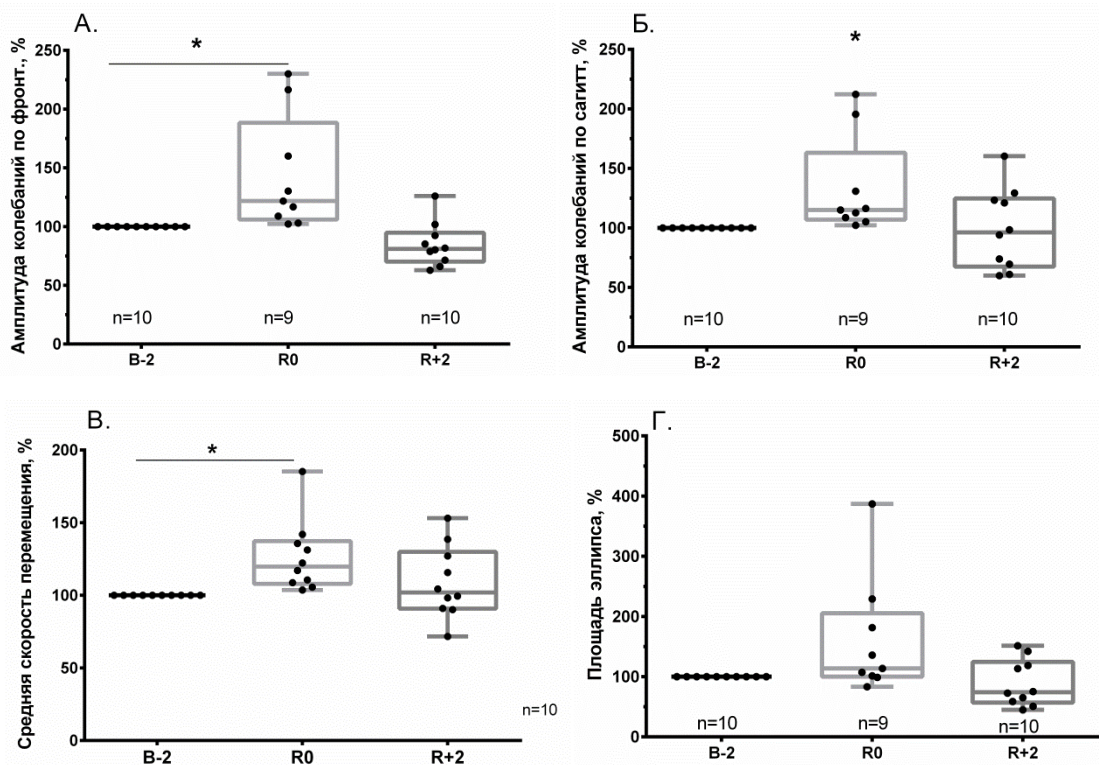 А.
*
Амплитуда колебаний по фронт., %
250
200
150
100
50
0
n=10
n=9
n=10
B-2
R0
R+2
Б.
*
Амплитуда колебаний по сагитт, %
250
200
150
100
50
0
n=10
n=9
n=10
B-2
R0
R+2
В.
*
Средняя скорость перемещения, %
200
150
100
50
0
n=10
B-2
R0
R+2
Г.
Площадь эллипса, %
500
400
300
200
100
0
n=10
n=9
n=10
B-2
R0
R+2